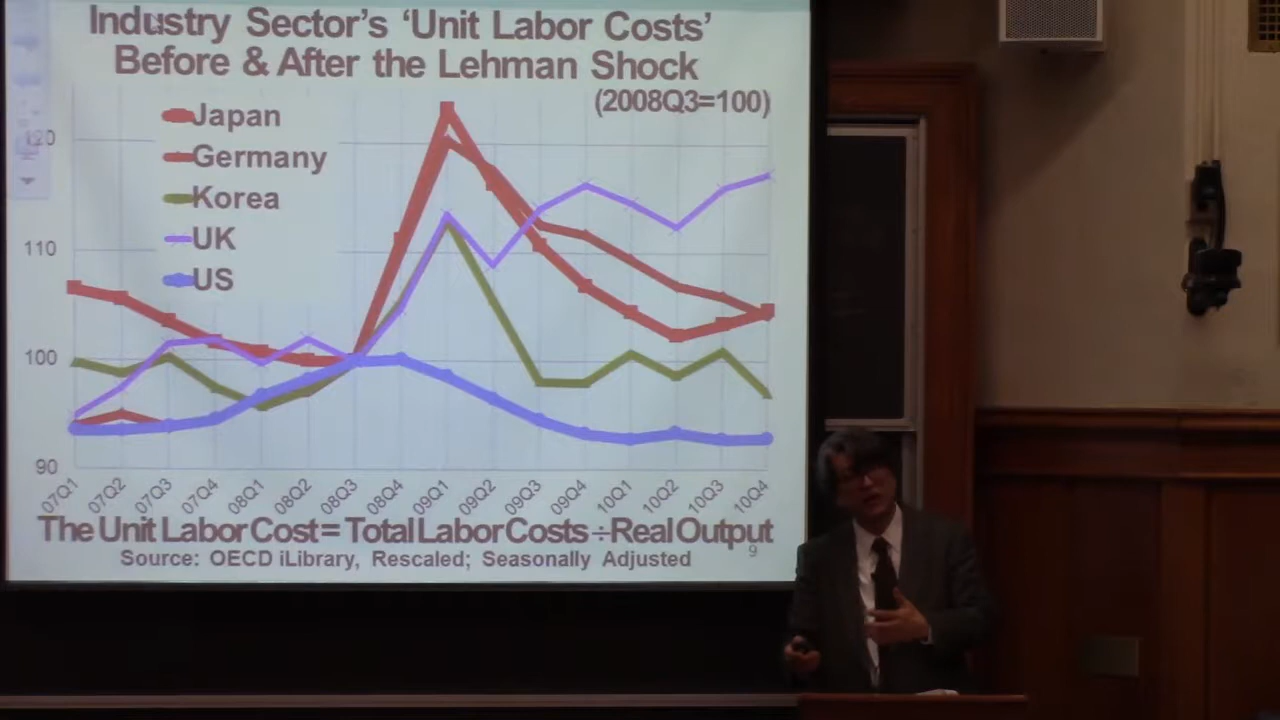 Industry Sector's 'Unit Labor Costs'
Before & After the Lehman Shock
(2008Q3=100)
Japan
Germany
Korea
UK
US
120
110
100
90
07Q1 07Q2 07Q3 07Q4 08Q1 08Q2 08Q3 08Q4 09Q1 09Q2 09Q3 09Q4 10Q1 10Q2 10Q3 10Q4
The Unit Labor Cost = Total Labor Costs ÷ Real Output
Source: OECD iLibrary, Rescaled; Seasonally Adjusted
9